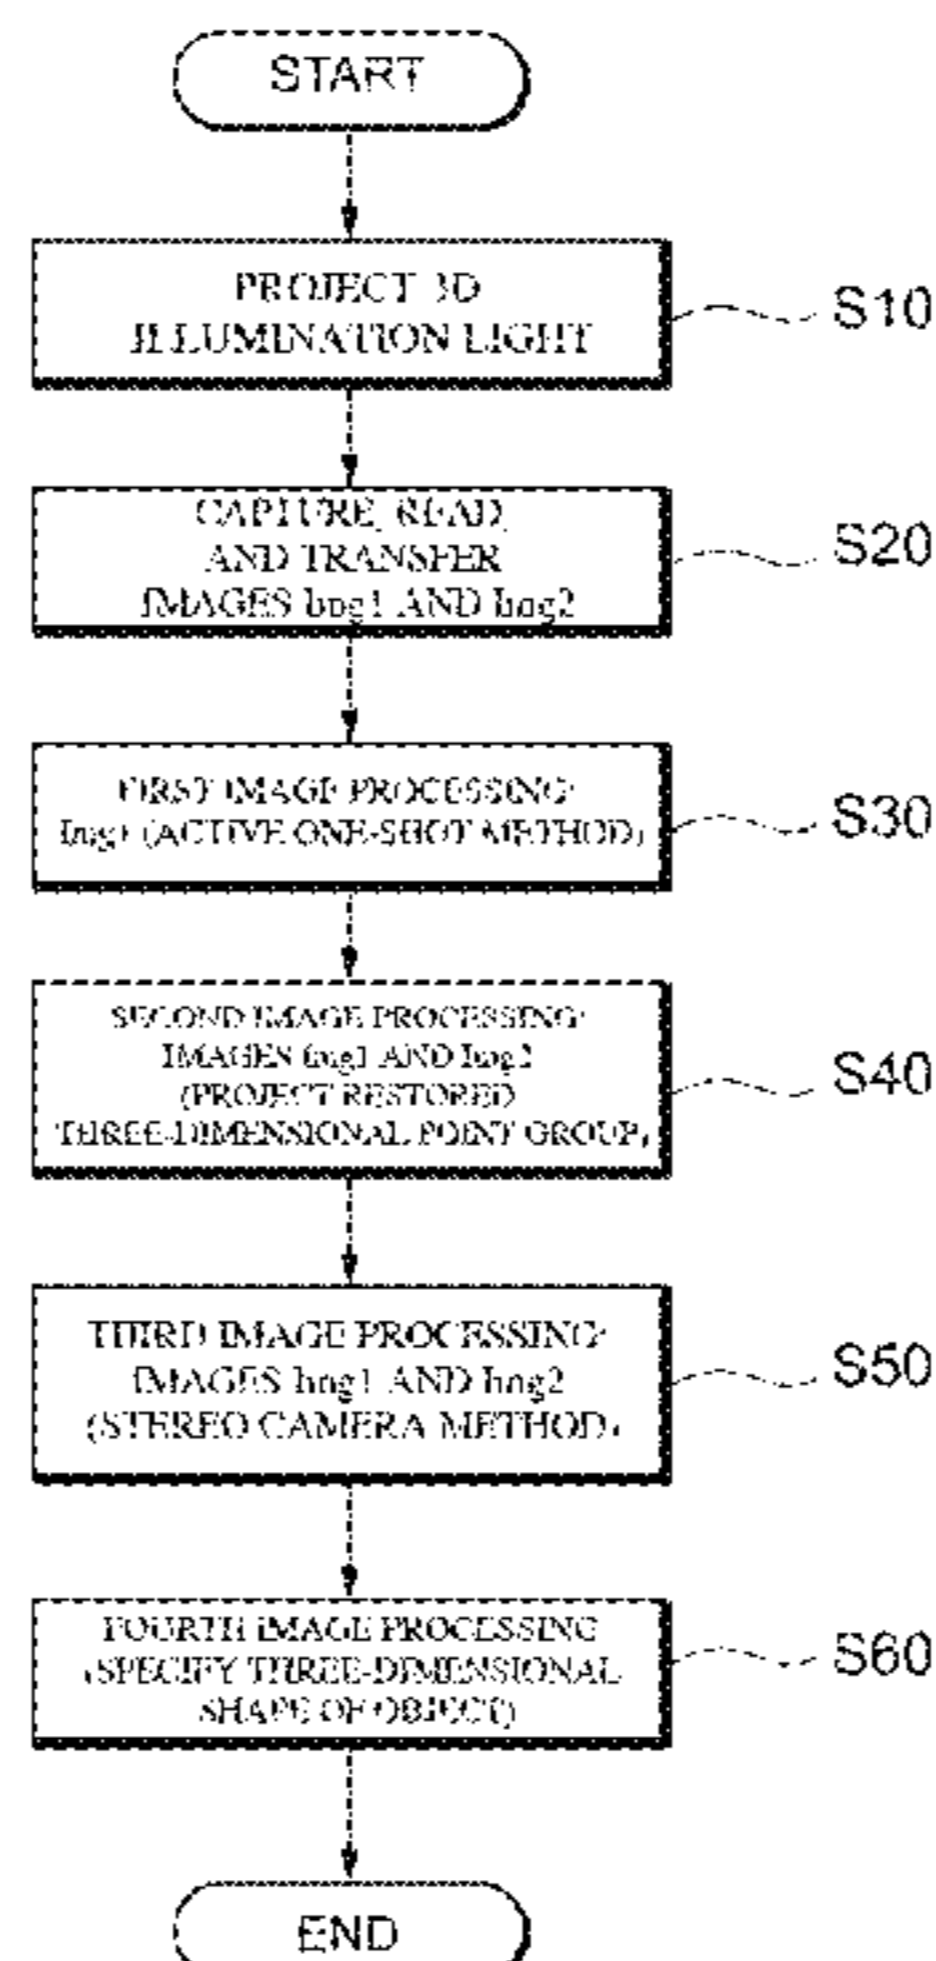 START
PROJECT 3D
ILLUMINATION LIGHT
S10
CAPTURE, READ,
AND TRANSFER
IMAGES Img1 AND Img2
S20
FIRST IMAGE PROCESSING:
Img1 (ACTIVE ONE-SHOT METHOD)
S30
SECOND IMAGE PROCESSING:
IMAGES Img1 AND Img2
(PROJECT RESTORED
THREE-DIMENSIONAL POINT GROUP)
S40
THIRD IMAGE PROCESSING:
IMAGES Img1 AND Img2
(STEREO CAMERA METHOD)
S50
FOURTH IMAGE PROCESSING
(SPECIFY THREE-DIMENSIONAL
SHAPE OF OBJECT)
S60
END